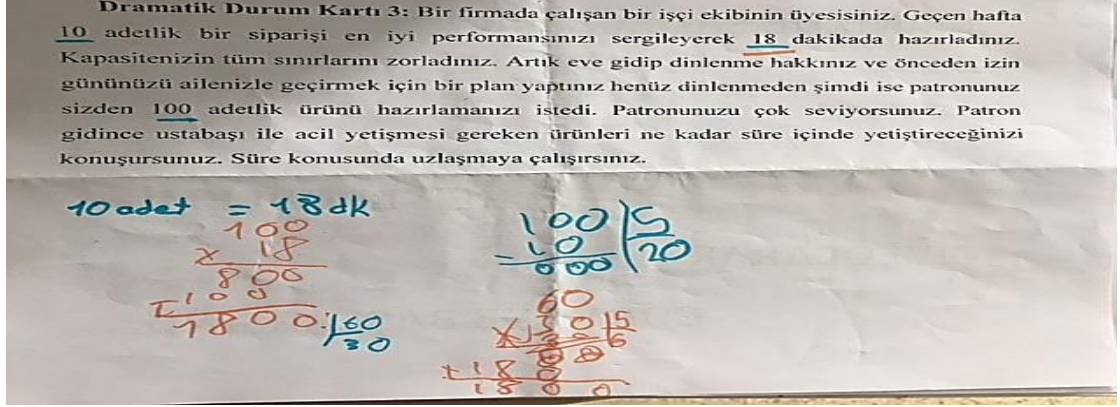 Dramatik Durum Kartı 3: Bir firmada çalışan bir işçi ekibinin üyesisiniz. Geçen hafta
10 adetlik bir siparişi en iyi performansınızı sergileyerek 18 dakikada hazırladınız.
Kapasitenizin tüm sınırlarını zorladınız. Artık eve gidip dinlenme hakkınız ve önceden izin
gününüzü ailenizle geçirmek için bir plan yaptınız henüz dinlenmeden şimdi ise patronunuz
sizden 100 adetlik ürünü hazırlamanızı istedi. Patronunuzu çok seviyorsunuz. Patron
gidince ustabaşı ile acil yetişmesi gereken ürünleri ne kadar süre içinde yetiştireceğinizi
konuşursunuz. Süre konusunda uzlaşmaya çalışırsınız.
10 adet = 18 dk
100
x 18
800
+ 100
1800 | 60
30
100 | 5
- 10 | 20
000
60
+ 18
1800